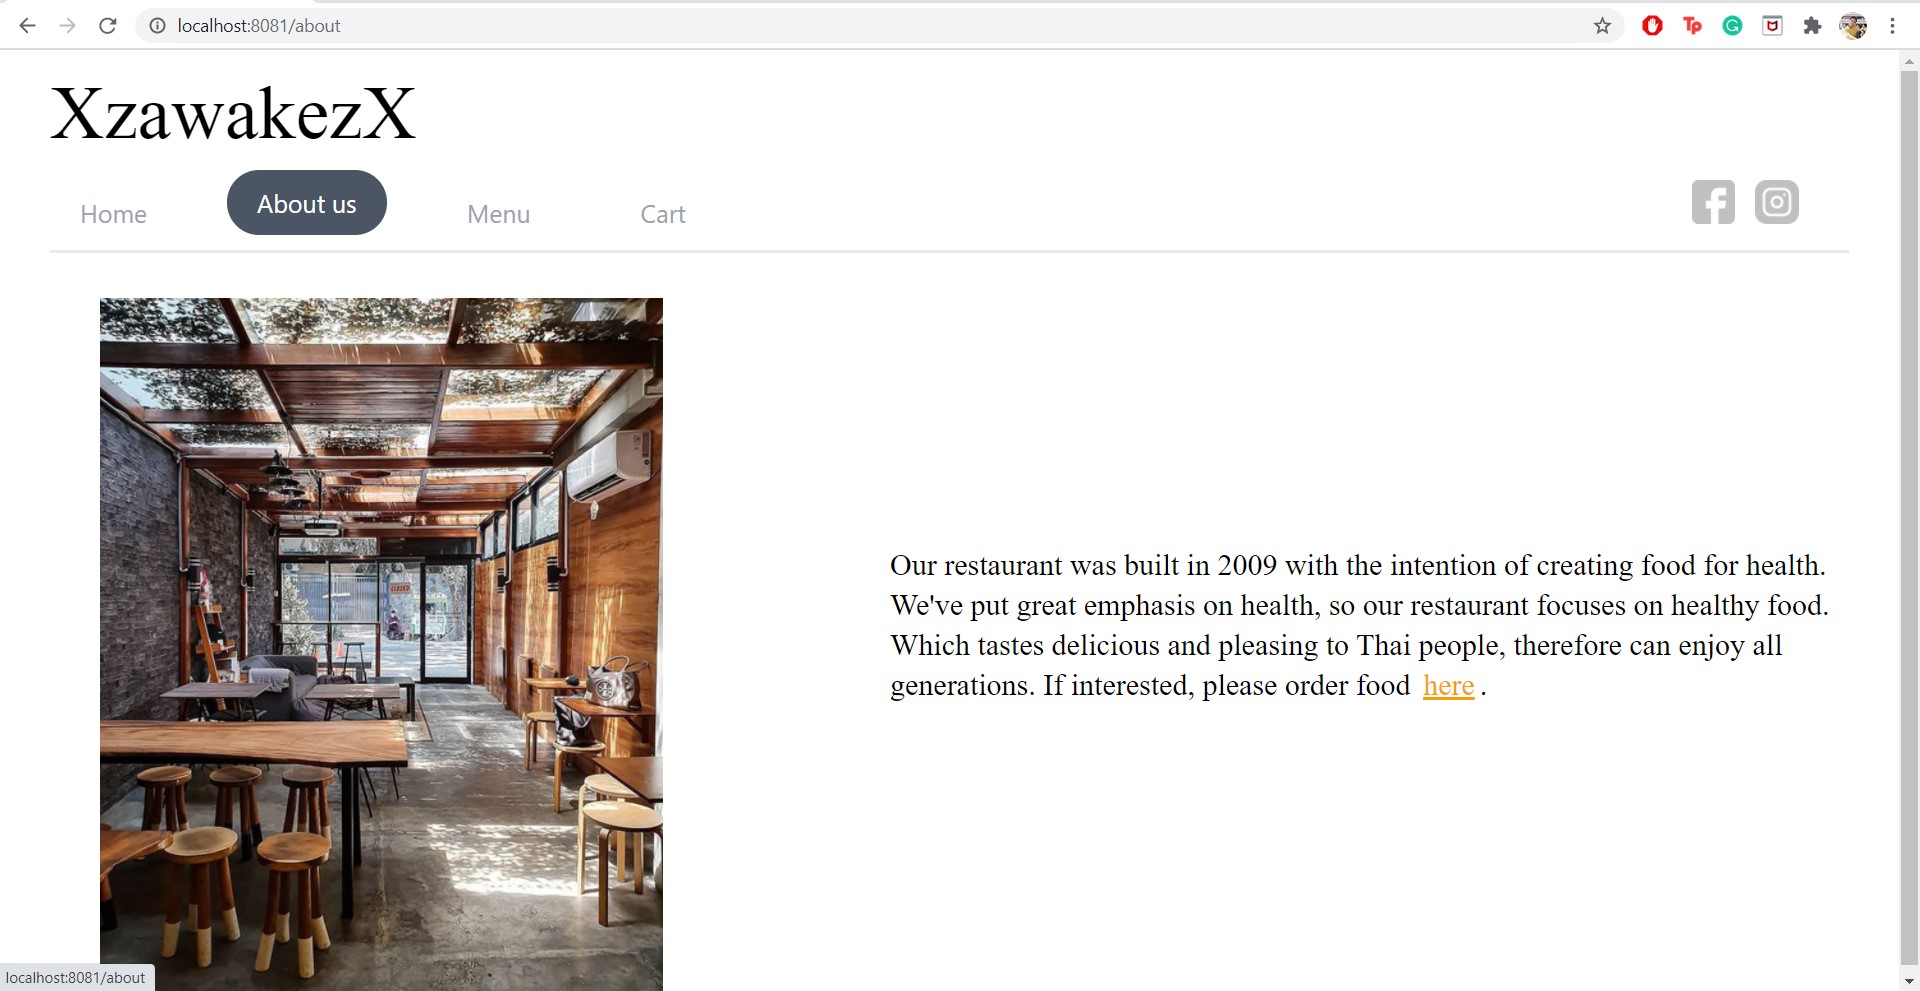 localhost:8081/about
XzawakezX
Home
About us
Menu
Cart
Our restaurant was built in 2009 with the intention of creating food for health.
We've put great emphasis on health, so our restaurant focuses on healthy food.
Which tastes delicious and pleasing to Thai people, therefore can enjoy all
generations. If interested, please order food here .
localhost:8081/about